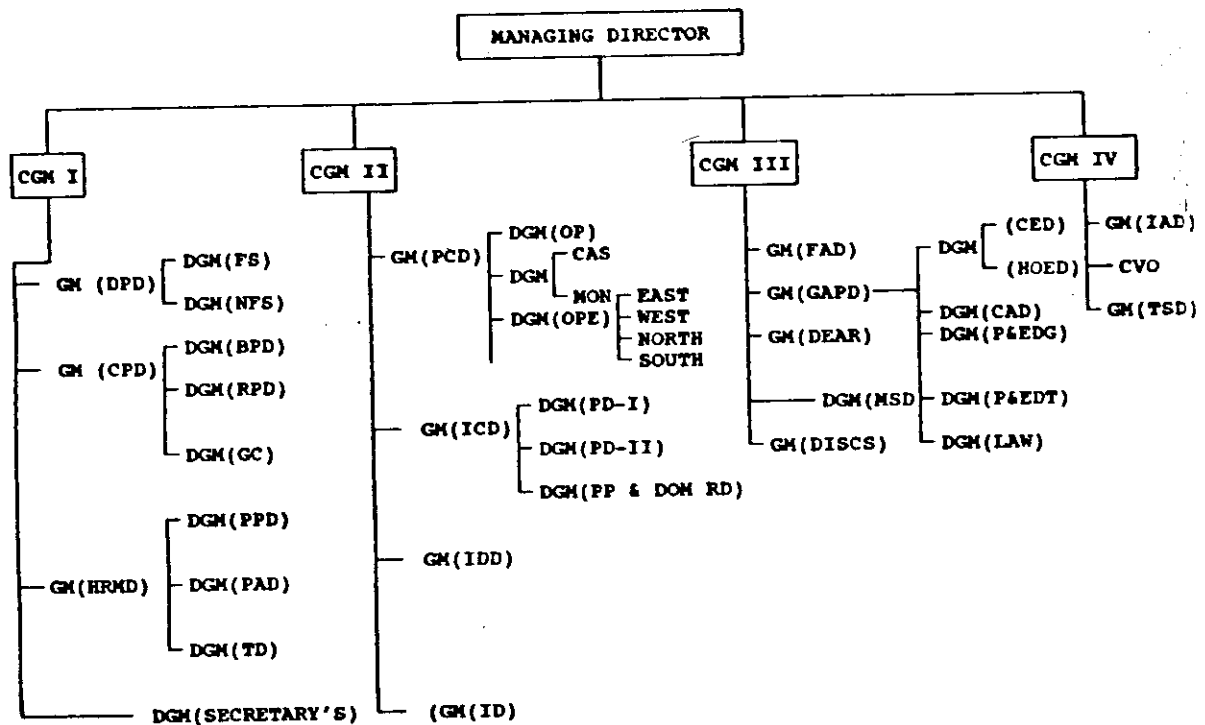 MANAGING DIRECTOR
CGM I
CGM II
CGM III
CGM IV
GM (DPD)
DGM(FS)
DGM(NFS)
GM (CPD)
DGM(BPD)
DGM(RPD)
DGM(GC)
GM(HRMD)
DGM(PPD)
DGM(PAD)
DGM(TD)
DGM(SECRETARY'S)
GM(PCD)
DGM(OP)
DGM
CAS
MON
EAST
WEST
NORTH
SOUTH
DGM(OPE)
GM(ICD)
DGM(PD-I)
DGM(PD-II)
DGM(PP & DOM RD)
GM(IDD)
(GM(ID)
GM(FAD)
GM(GAPD)
DGM
(CED)
(HOED)
DGM(CAD)
DGM(P&EDG)
DGM(P&EDT)
DGM(LAW)
GM(DEAR)
DGM(MSD
GM(DISCS)
GM(IAD)
CVO
GM(TSD)